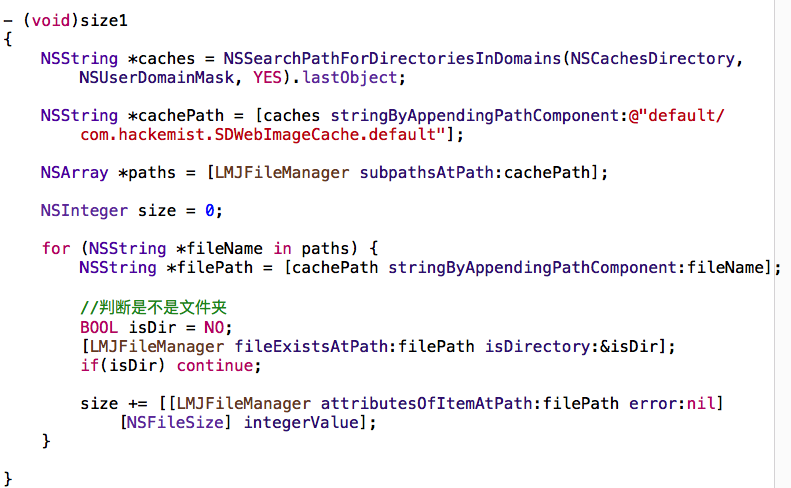 - (void)size1
{
    NSString *caches = NSSearchPathForDirectoriesInDomains(NSCachesDirectory,
        NSUserDomainMask, YES).lastObject;
    NSString *cachePath = [caches stringByAppendingPathComponent:@"default/
        com.hackemist.SDWebImageCache.default"];
    NSArray *paths = [LMJFileManager subpathsAtPath:cachePath];
    NSInteger size = 0;
    for (NSString *fileName in paths) {
        NSString *filePath = [cachePath stringByAppendingPathComponent:fileName];
        //判断是不是文件夹
        BOOL isDir = NO;
        [LMJFileManager fileExistsAtPath:filePath isDirectory:&isDir];
        if(isDir) continue;
        size += [[LMJFileManager attributesOfItemAtPath:filePath error:nil]
            [NSFileSize] integerValue];
    }
}